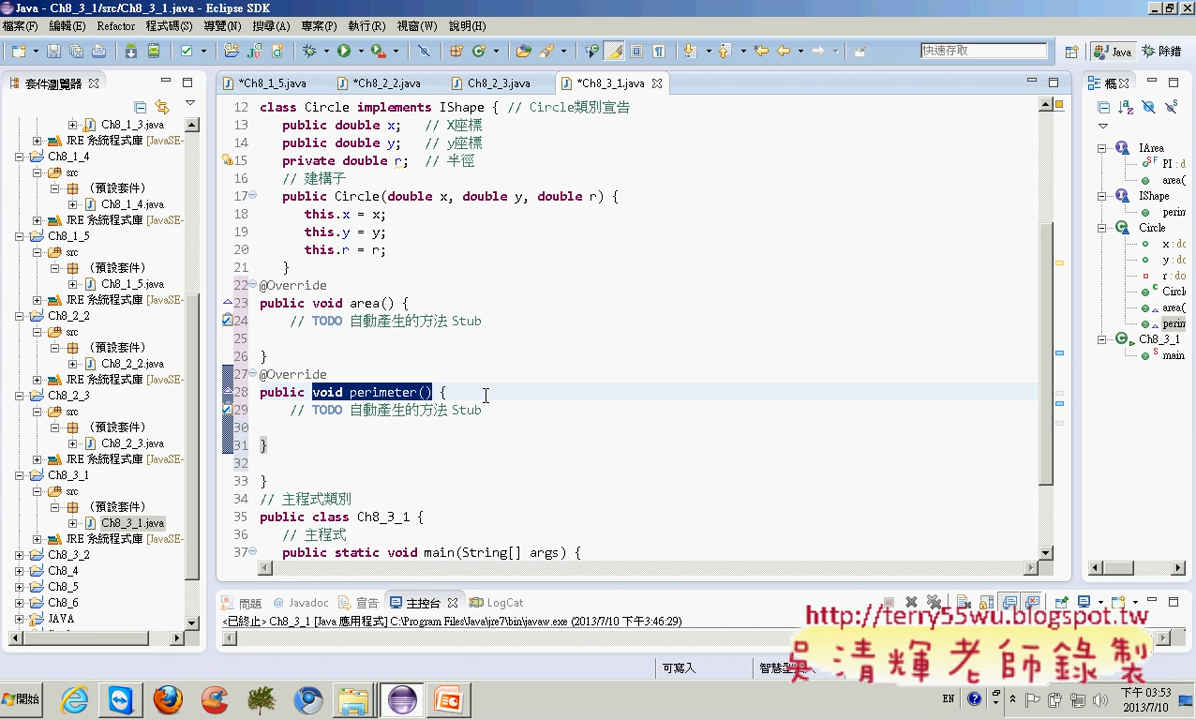 Java - Ch8_3_1/src/Ch8_3_1.java - Eclipse SDK
檔案(F) 編輯(E) Refactor 程式碼(S) 導覽(N) 搜尋(A) 專案(P) 執行(R) 視窗(W) 說明(H)
快速存取
Java
除錯
套件瀏覽器
*Ch8_1_5.java
*Ch8_2_2.java
Ch8_2_3.java
*Ch8_3_1.java
Ch8_1_3.java
JRE 系統程式庫 [JavaSE-
Ch8_1_4
src
(預設套件)
Ch8_1_4.java
JRE 系統程式庫 [JavaSE-
Ch8_1_5
src
(預設套件)
Ch8_1_5.java
JRE 系統程式庫 [JavaSE-
Ch8_2_2
src
(預設套件)
Ch8_2_2.java
JRE 系統程式庫 [JavaSE-
Ch8_2_3
src
(預設套件)
Ch8_2_3.java
JRE 系統程式庫 [JavaSE-
Ch8_3_1
src
(預設套件)
Ch8_3_1.java
JRE 系統程式庫 [JavaSE-
Ch8_3_2
Ch8_4
Ch8_5
Ch8_6
JAVA
12 class Circle implements IShape { // Circle類別宣告
13 public double x; // X座標
14 public double y; // y座標
15 private double r; // 半徑
16 // 建構子
17 public Circle(double x, double y, double r) {
18 this.x = x;
19 this.y = y;
20 this.r = r;
21 }
22 @Override
23 public void area() {
24 // TODO 自動產生的方法 Stub
25
26 }
27 @Override
28 public void perimeter() {
29 // TODO 自動產生的方法 Stub
30
31 }
32
33 }
34 // 主程式類別
35 public class Ch8_3_1 {
36 // 主程式
37 public static void main(String[] args) {
概
IArea
PI : d
area(
IShape
perin
Circle
x : d
y : d
r : d
Circl
area(
perin
Ch8_3_1
main
問題 @ Javadoc 宣告 主控台 LogCat
<已終止> Ch8_3_1 [Java 應用程式] C:\Program Files\Java\jre7\bin\javaw.exe (2013/7/10 下午3:46:29)
http://terry55wu.blogspot.tw
吳清輝老師錄製
可寫入
開始
EN
下午 03:53
2013/7/10